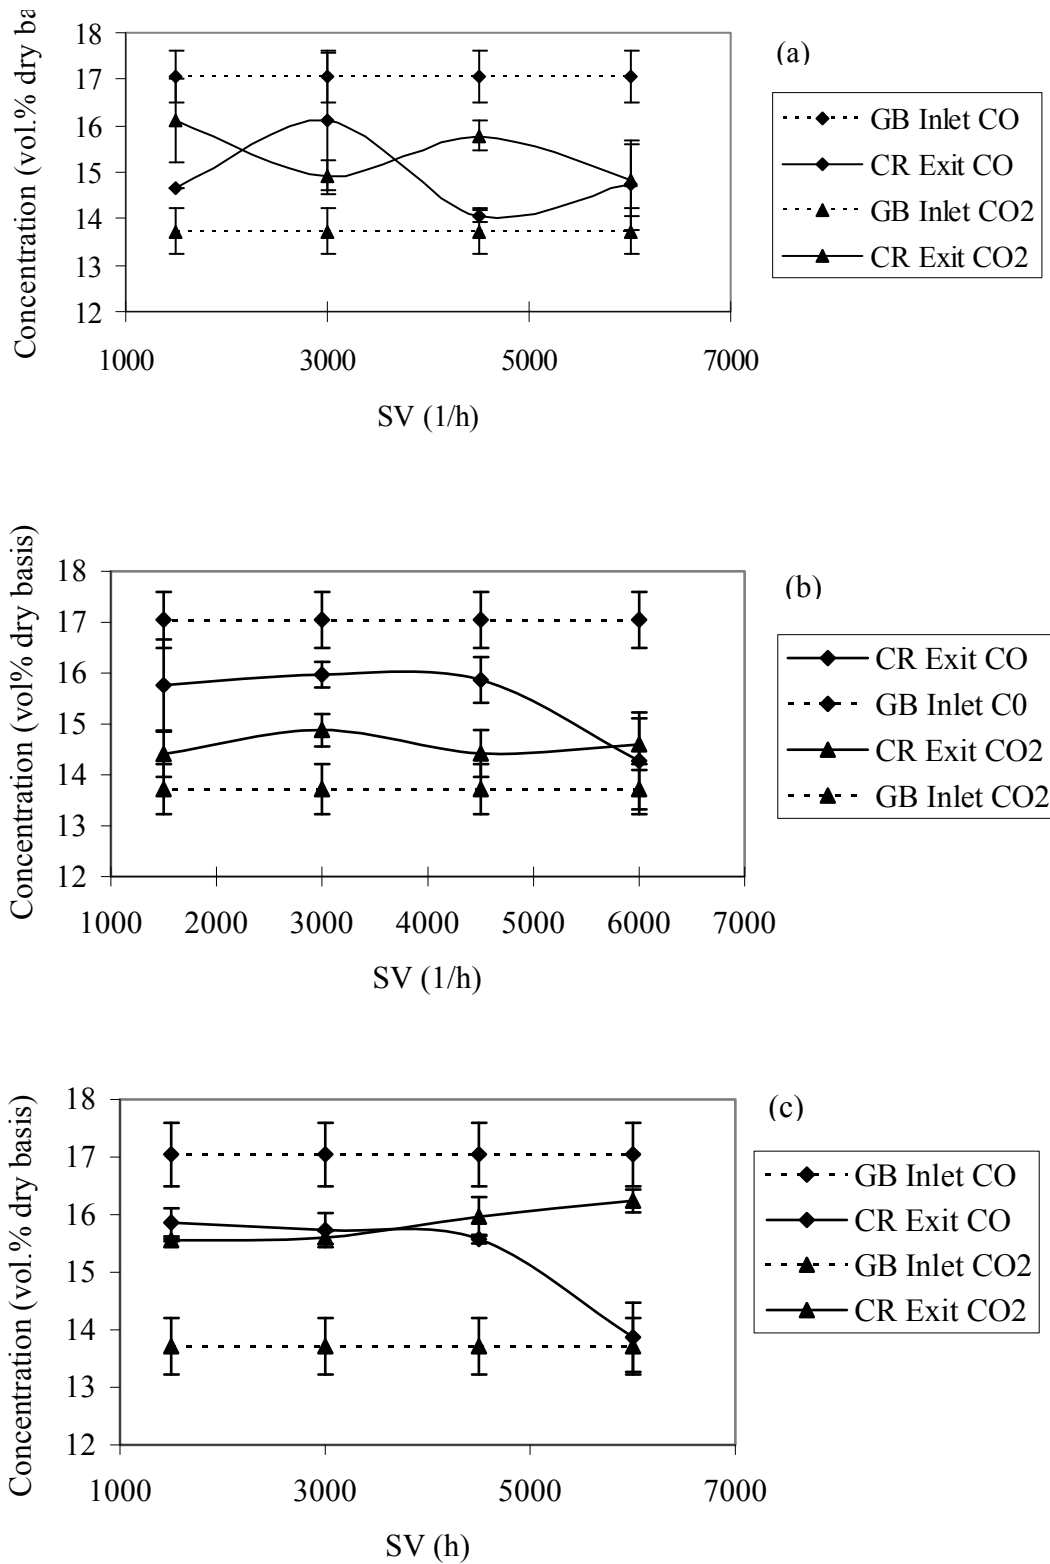 Concentration (vol.% dry ba
18
17
16
15
14
13
12
1000 3000 5000 7000
SV (1/h)
(a)
GB Inlet CO
CR Exit CO
GB Inlet CO2
CR Exit CO2
Concentration (vol% dry basis)
18
17
16
15
14
13
12
1000 2000 3000 4000 5000 6000 7000
SV (1/h)
(b)
CR Exit CO
GB Inlet C0
CR Exit CO2
GB Inlet CO2
Concentration (vol.% dry basis)
18
17
16
15
14
13
12
1000 3000 5000 7000
SV (h)
(c)
GB Inlet CO
CR Exit CO
GB Inlet CO2
CR Exit CO2